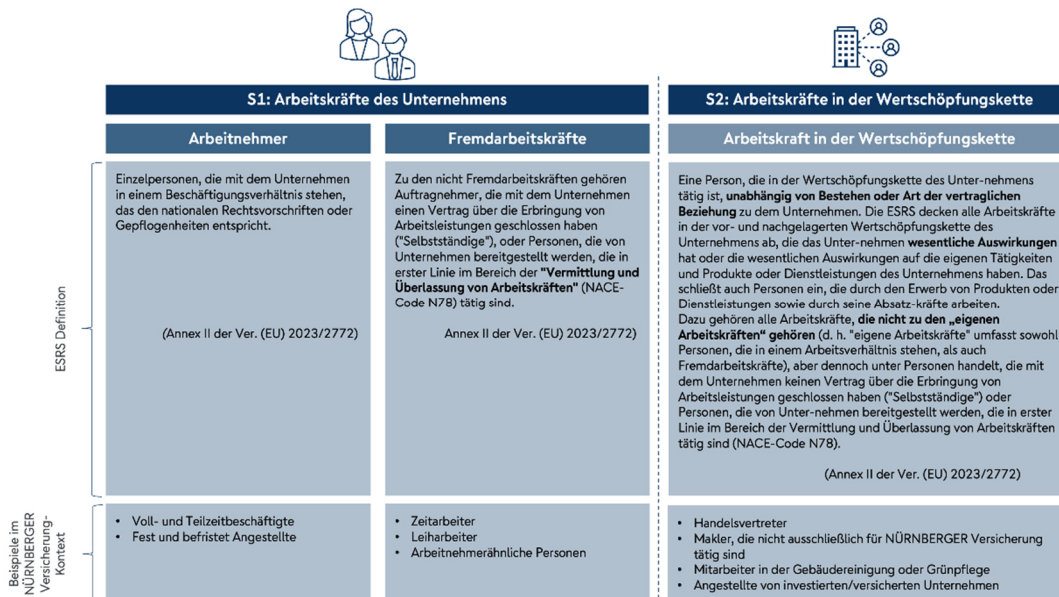 S1: Arbeitskräfte des Unternehmens
S2: Arbeitskräfte in der Wertschöpfungskette
Arbeitnehmer
Fremdarbeitskräfte
Arbeitskraft in der Wertschöpfungskette
ESRS Definition
Einzelpersonen, die mit dem Unternehmen
in einem Beschäftigungsverhältnis stehen,
das den nationalen Rechtsvorschriften oder
Gepflogenheiten entspricht.
(Annex II der Ver. (EU) 2023/2772)
Zu den nicht Fremdarbeitskräften gehören
Auftragnehmer, die mit dem Unternehmen
einen Vertrag über die Erbringung von
Arbeitsleistungen geschlossen haben
("Selbstständige"), oder Personen, die von
Unternehmen bereitgestellt werden, die in
erster Linie im Bereich der "Vermittlung und
Überlassung von Arbeitskräften" (NACE-
Code N78) tätig sind.
Annex II der Ver. (EU) 2023/2772)
Eine Person, die in der Wertschöpfungskette des Unter-nehmens
tätig ist, unabhängig von Bestehen oder Art der vertraglichen
Beziehung zu dem Unternehmen. Die ESRS decken alle Arbeitskräfte
in der vor- und nachgelagerten Wertschöpfungskette des
Unternehmens ab, die das Unter-nehmen wesentliche Auswirkungen
hat oder die wesentlichen Auswirkungen auf die eigenen Tätigkeiten
und Produkte oder Dienstleistungen des Unternehmens haben. Das
schließt auch Personen ein, die durch den Erwerb von Produkten oder
Dienstleistungen sowie durch seine Absatz-kräfte arbeiten.
Dazu gehören alle Arbeitskräfte, die nicht zu den „eigenen
Arbeitskräften“ gehören (d. h. "eigene Arbeitskräfte" umfasst sowohl
Personen, die in einem Arbeitsverhältnis stehen, als auch
Fremdarbeitskräfte), aber dennoch unter Personen handelt, die mit
dem Unternehmen keinen Vertrag über die Erbringung von
Arbeitsleistungen geschlossen haben ("Selbstständige") oder
Personen, die von Unter-nehmen bereitgestellt werden, die in erster
Linie im Bereich der Vermittlung und Überlassung von Arbeitskräften
tätig sind (NACE-Code N78).
(Annex II der Ver. (EU) 2023/2772)
Beispiele im
NÜRNBERGER
Versicherung-
Kontext
• Voll- und Teilzeitbeschäftigte
• Fest und befristet Angestellte
• Zeitarbeiter
• Leiharbeiter
• Arbeitnehmerähnliche Personen
• Handelsvertreter
• Makler, die nicht ausschließlich für NÜRNBERGER Versicherung
tätig sind
• Mitarbeiter in der Gebäudereinigung oder Grünpflege
• Angestellte von investierten/versicherten Unternehmen